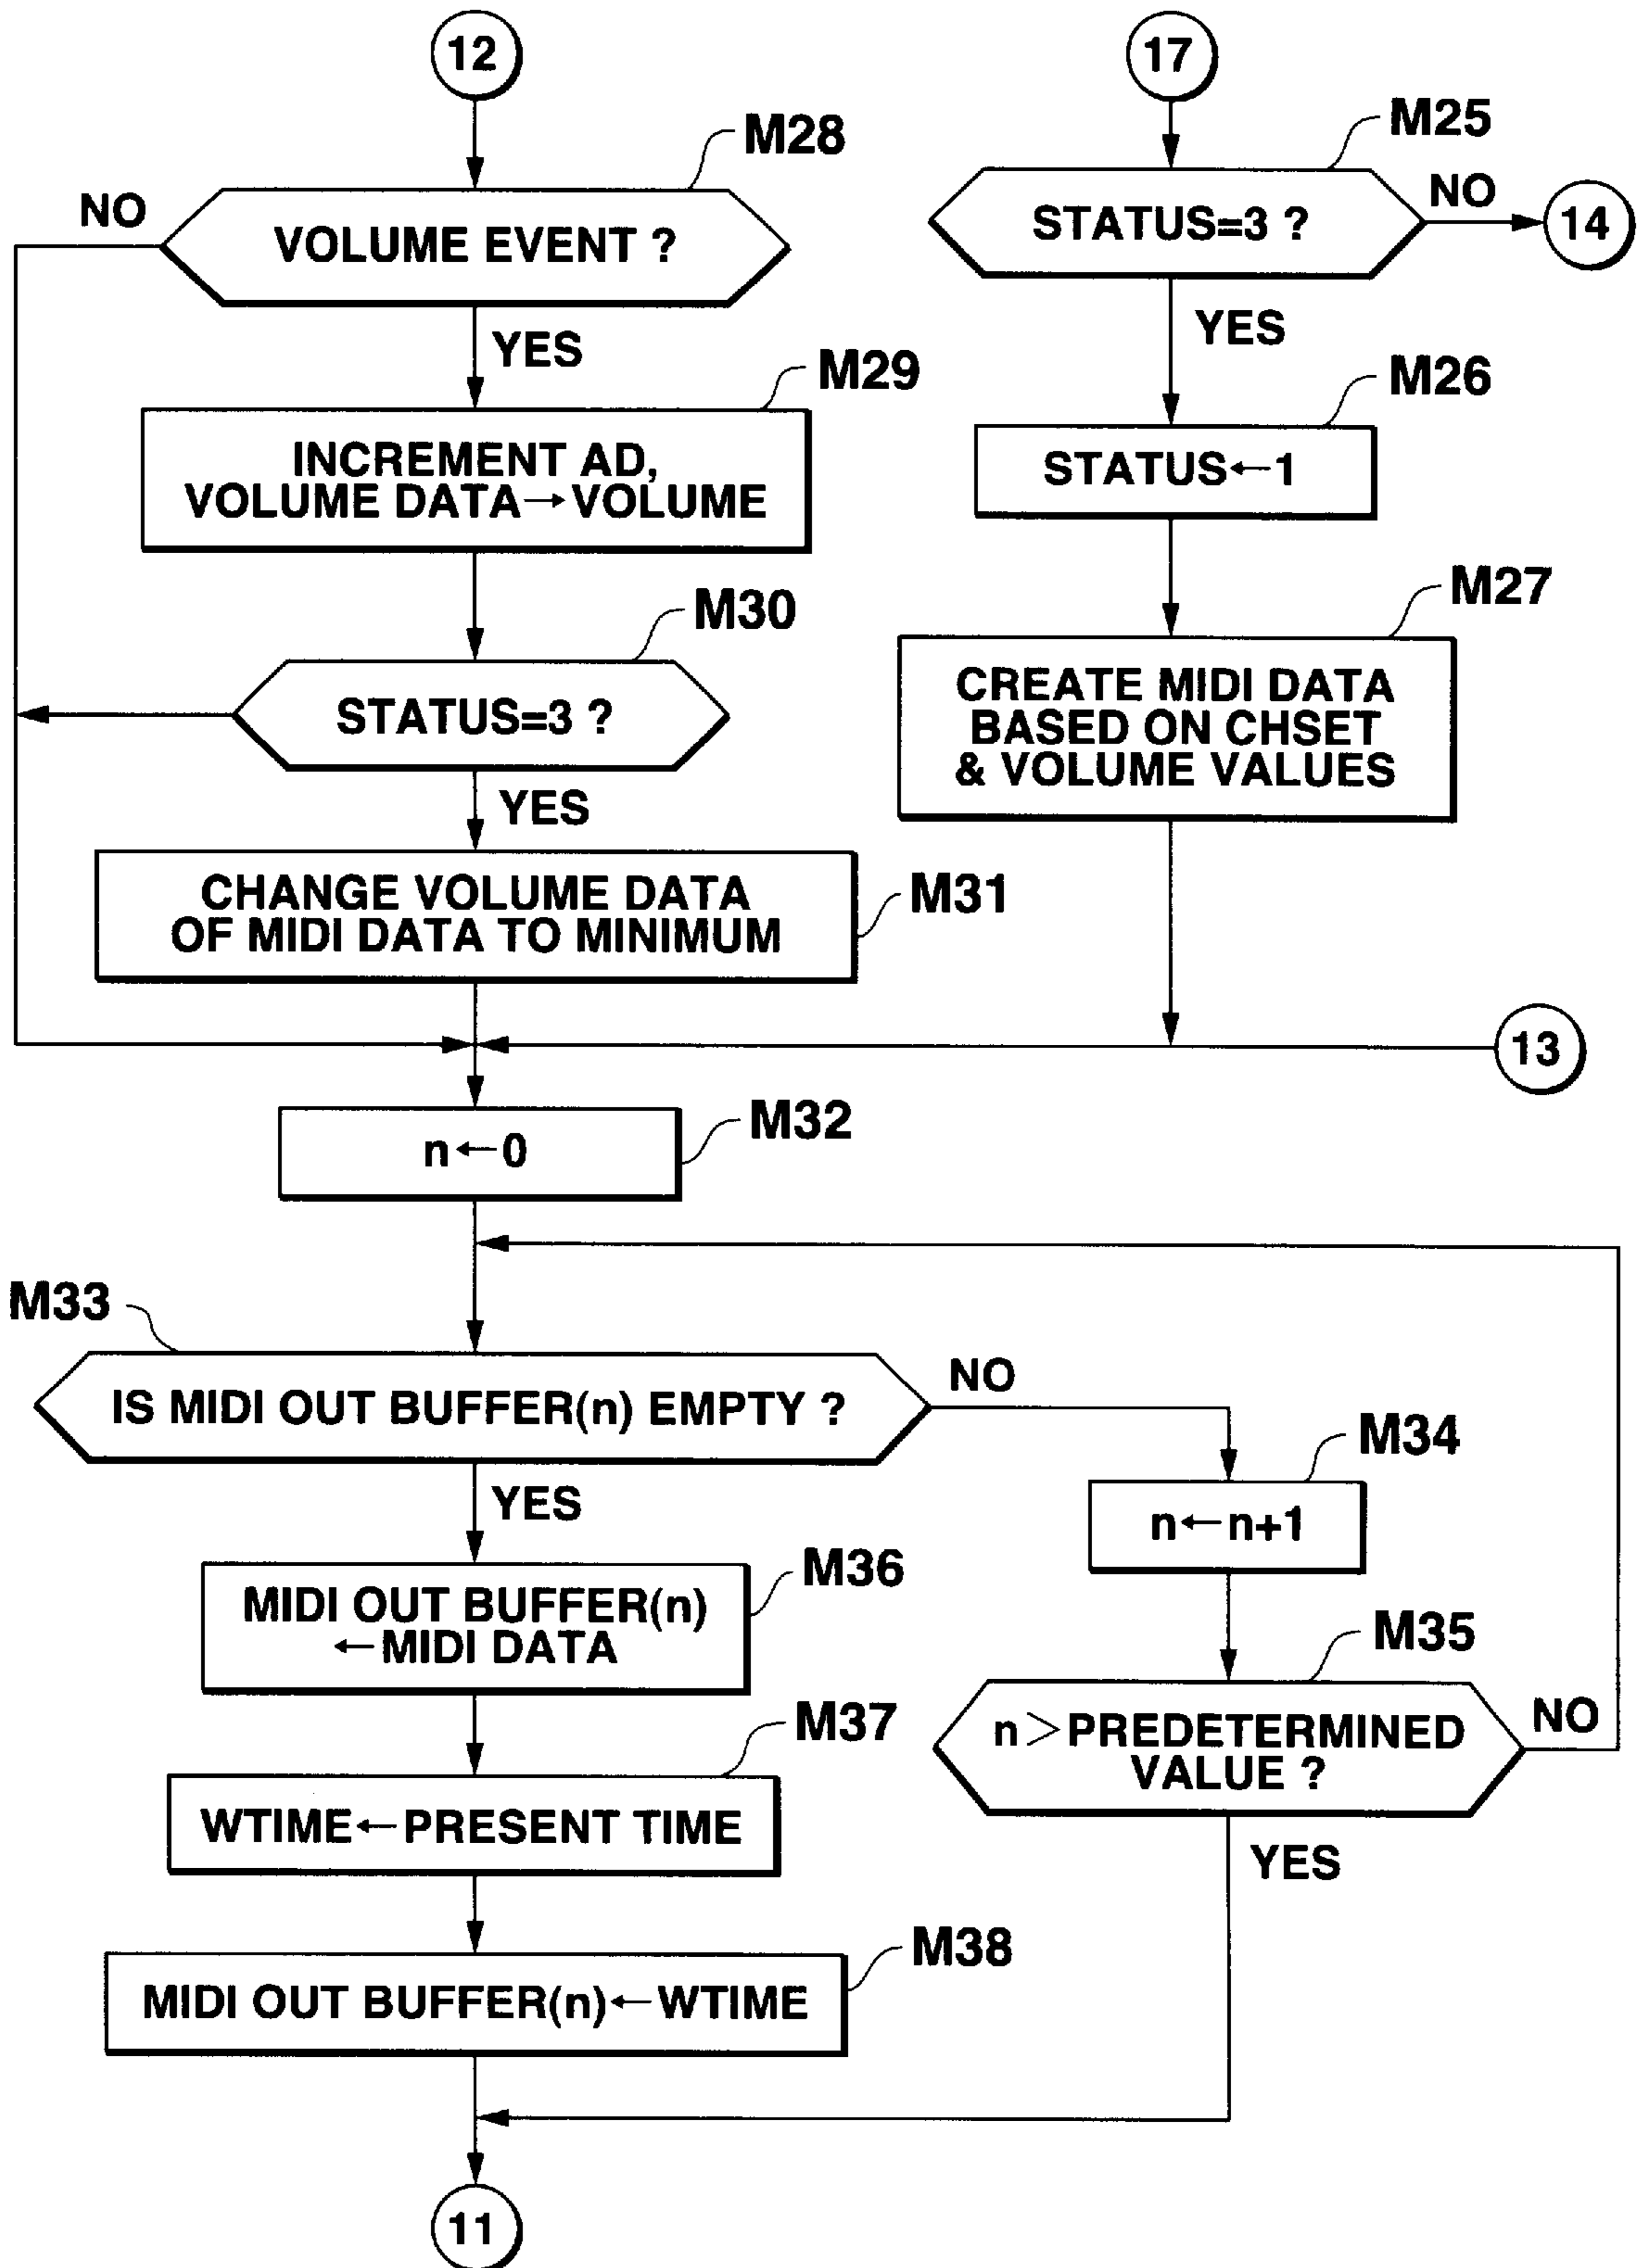 12
M28
NO
VOLUME EVENT ?
YES
M29
INCREMENT AD,
VOLUME DATA→VOLUME
M30
STATUS=3 ?
YES
CHANGE VOLUME DATA
OF MIDI DATA TO MINIMUM
M31
17
M25
STATUS=3 ?
NO
14
YES
M26
STATUS←1
M27
CREATE MIDI DATA
BASED ON CHSET
& VOLUME VALUES
13
M32
n←0
M33
IS MIDI OUT BUFFER(n) EMPTY ?
NO
YES
M34
n←n+1
M35
n>PREDETERMINED
VALUE ?
NO
YES
M36
MIDI OUT BUFFER(n)
←MIDI DATA
M37
WTIME←PRESENT TIME
M38
MIDI OUT BUFFER(n)←WTIME
11